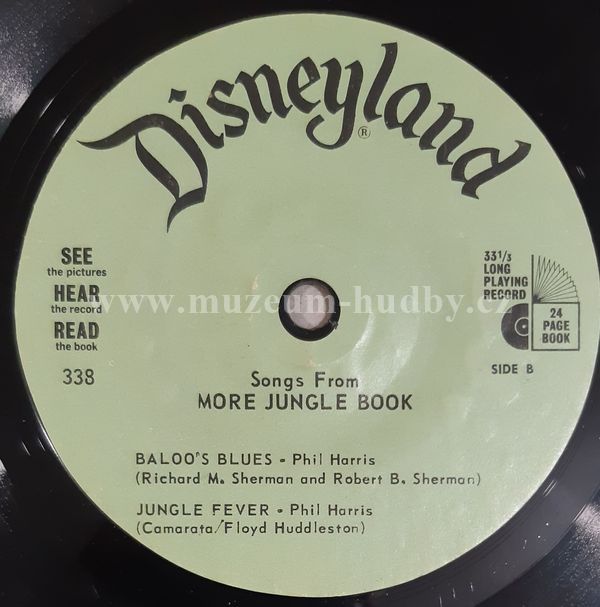 Disneyland
®
SEE
the pictures
HEAR
the record
READ
the book
338
33 1/3
LONG
PLAYING
RECORD
24
PAGE
BOOK
SIDE B
www.muzeum-hudby.cz
Songs From
MORE JUNGLE BOOK
BALOO'S BLUES - Phil Harris
(Richard M. Sherman and Robert B. Sherman)
JUNGLE FEVER - Phil Harris
(Camarata/Floyd Huddleston)